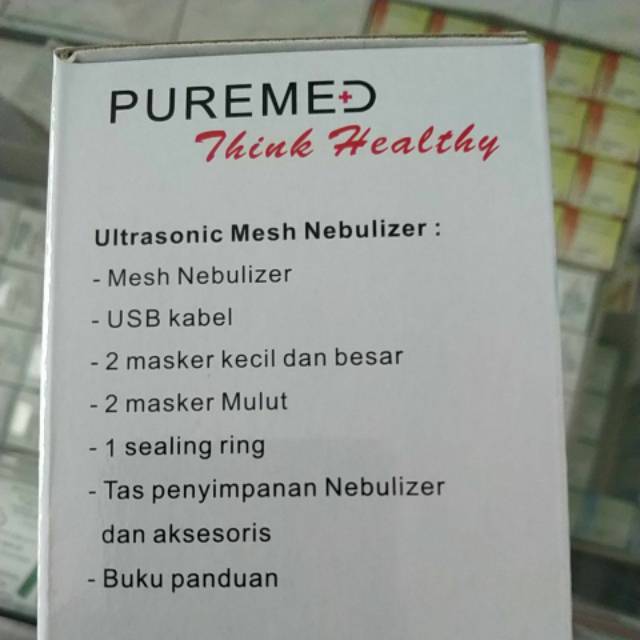 PUREMED
Think Healthy
Ultrasonic Mesh Nebulizer :
- Mesh Nebulizer
- USB kabel
- 2 masker kecil dan besar
- 2 masker Mulut
- 1 sealing ring
- Tas penyimpanan Nebulizer
dan aksesoris
- Buku panduan